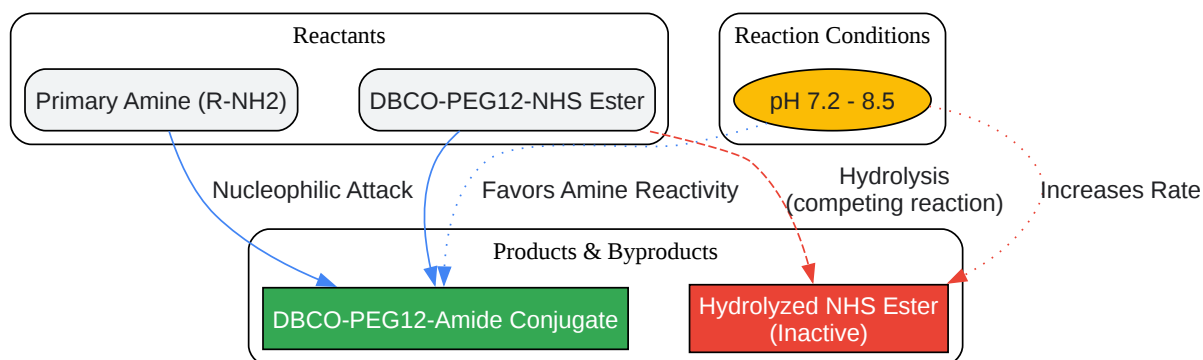 Reactants
Reaction Conditions
Primary Amine (R-NH2)
DBCO-PEG12-NHS Ester
pH 7.2 - 8.5
Nucleophilic Attack
Favors Amine Reactivity
Hydrolysis
(competing reaction)
Increases Rate
Products & Byproducts
DBCO-PEG12-Amide Conjugate
Hydrolyzed NHS Ester
(Inactive)